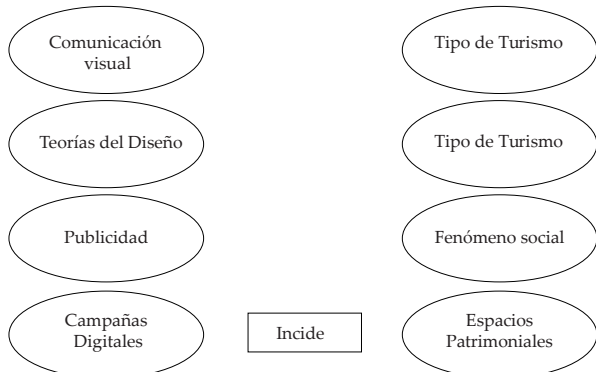 Comunicación
visual
Tipo de Turismo
Teorías del Diseño
Tipo de Turismo
Publicidad
Fenómeno social
Campañas
Digitales
Incide
Espacios
Patrimoniales